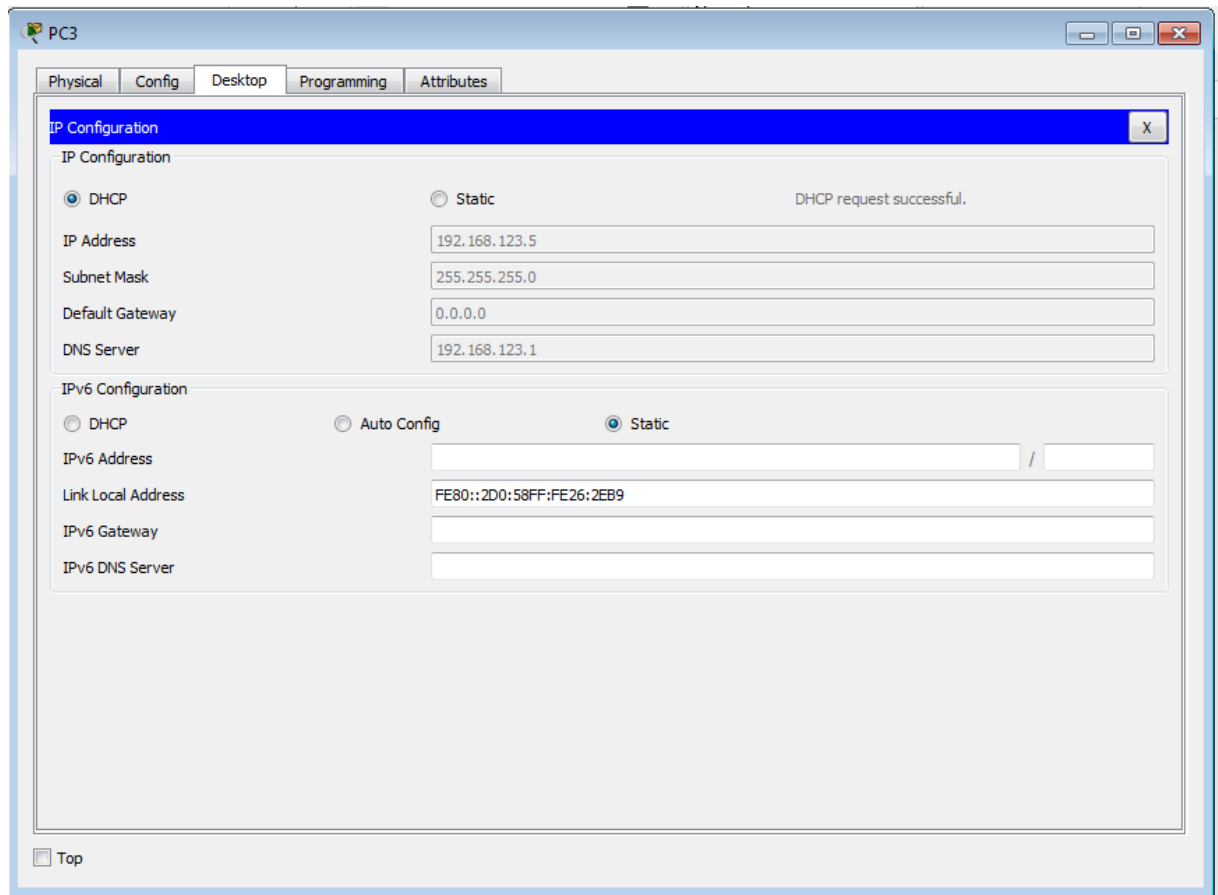 PC3
Physical Config Desktop Programming Attributes
IP Configuration X
IP Configuration
DHCP Static DHCP request successful.
IP Address 192.168.123.5
Subnet Mask 255.255.255.0
Default Gateway 0.0.0.0
DNS Server 192.168.123.1
IPv6 Configuration
DHCP Auto Config Static
IPv6 Address /
Link Local Address FE80::2D0:58FF:FE26:2EB9
IPv6 Gateway
IPv6 DNS Server
Top